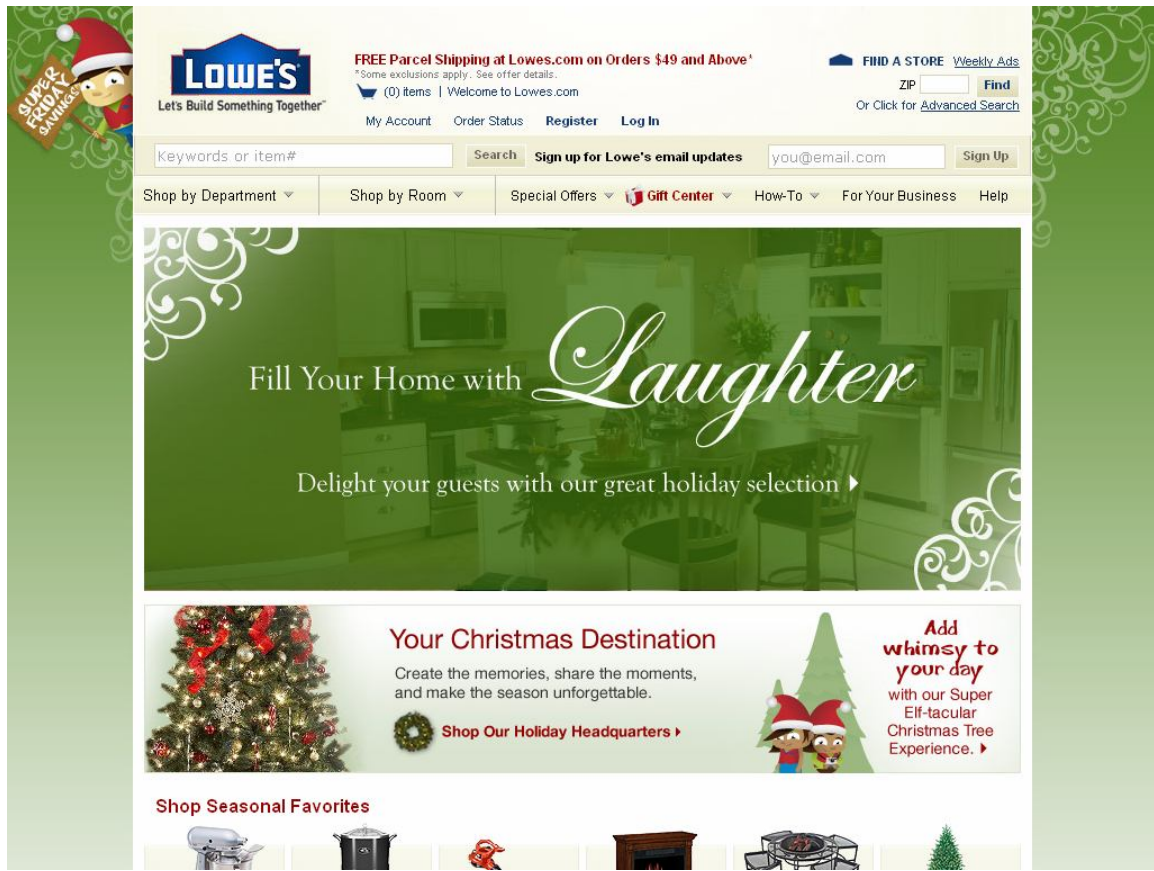 SUPER
FRIDAY
SAVINGS
LOWE'S
Let's Build Something Together
FREE Parcel Shipping at Lowes.com on Orders $49 and Above*
*Some exclusions apply. See offer details.
(0) items | Welcome to Lowes.com
My Account Order Status Register Log In
FIND A STORE Weekly Ads
ZIP Find
Or Click for Advanced Search
Keywords or item# Search Sign up for Lowe's email updates you@email.com Sign Up
Shop by Department Shop by Room Special Offers Gift Center How-To For Your Business Help
Fill Your Home with Laughter
Delight your guests with our great holiday selection
Your Christmas Destination
Create the memories, share the moments,
and make the season unforgettable.
Shop Our Holiday Headquarters
Add
whimsy to
your day
with our Super
Elf-tacular
Christmas Tree
Experience.
Shop Seasonal Favorites